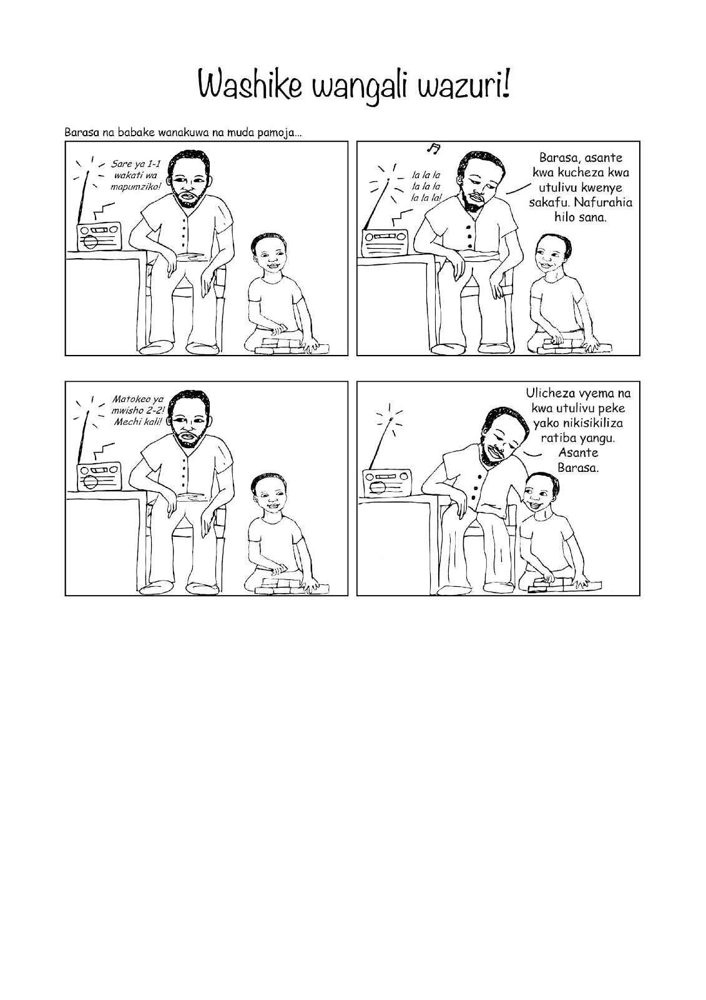 Washike wangali wazuri!
Barasa na babake wanakuwa na muda pamoja...
Sare ya 1-1
wakati wa
mapumziko!
la la la
la la la
la la la!
Barasa, asante
kwa kucheza kwa
utulivu kwenye
sakafu. Nafurahia
hilo sana.
Matokeo ya
mwisho 2-2!
Mechi kali!
Ulicheza vyema na
kwa utulivu peke
yako nikisikiliza
ratiba yangu.
Asante
Barasa.